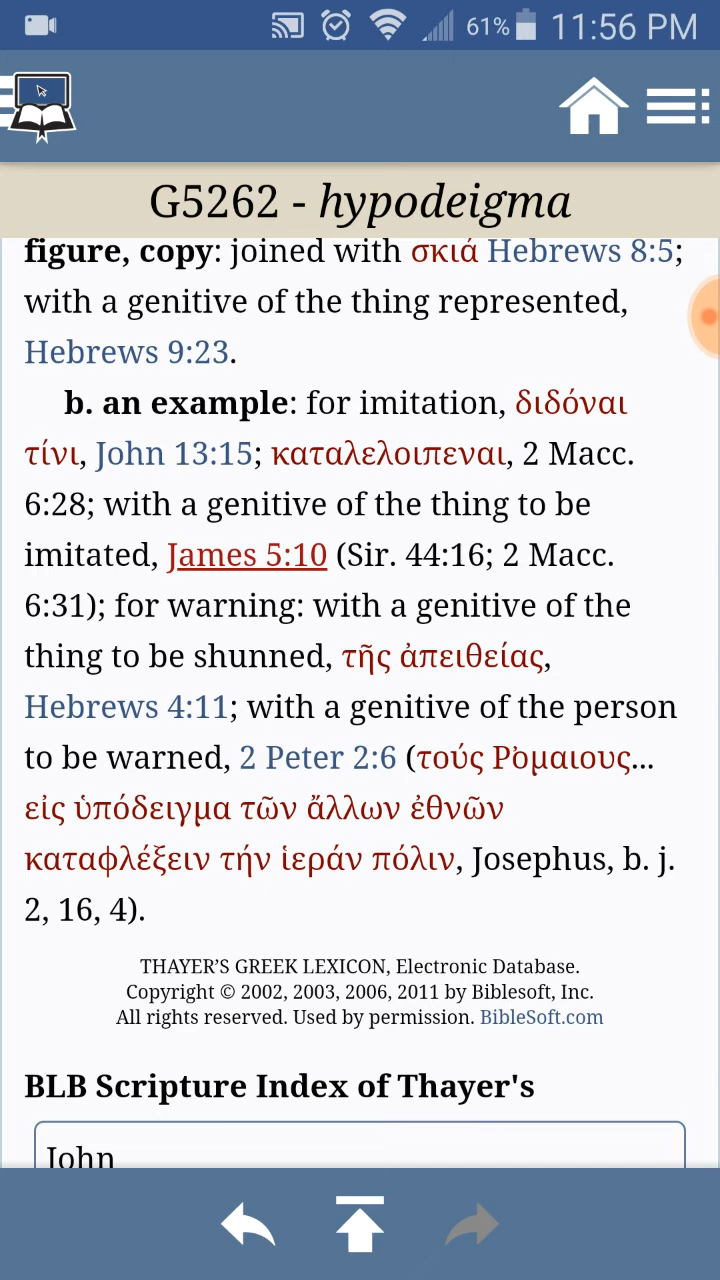 61% 11:56 PM
G5262 - hypodeigma
figure, copy: joined with σκιά Hebrews 8:5;
with a genitive of the thing represented,
Hebrews 9:23.
b. an example: for imitation, διδόναι
τίνι, John 13:15; καταλελοιπεναι, 2 Macc.
6:28; with a genitive of the thing to be
imitated, James 5:10 (Sir. 44:16; 2 Macc.
6:31); for warning: with a genitive of the
thing to be shunned, τῆς ἀπειθείας,
Hebrews 4:11; with a genitive of the person
to be warned, 2 Peter 2:6 (τούς Ρὀμαιους...
εἰς ὑπόδειγμα τῶν ἄλλων ἐθνῶν
καταφλέξειν τήν ἱεράν πόλιν, Josephus, b. j.
2, 16, 4).
THAYER’S GREEK LEXICON, Electronic Database.
Copyright © 2002, 2003, 2006, 2011 by Biblesoft, Inc.
All rights reserved. Used by permission. BibleSoft.com
BLB Scripture Index of Thayer's
John